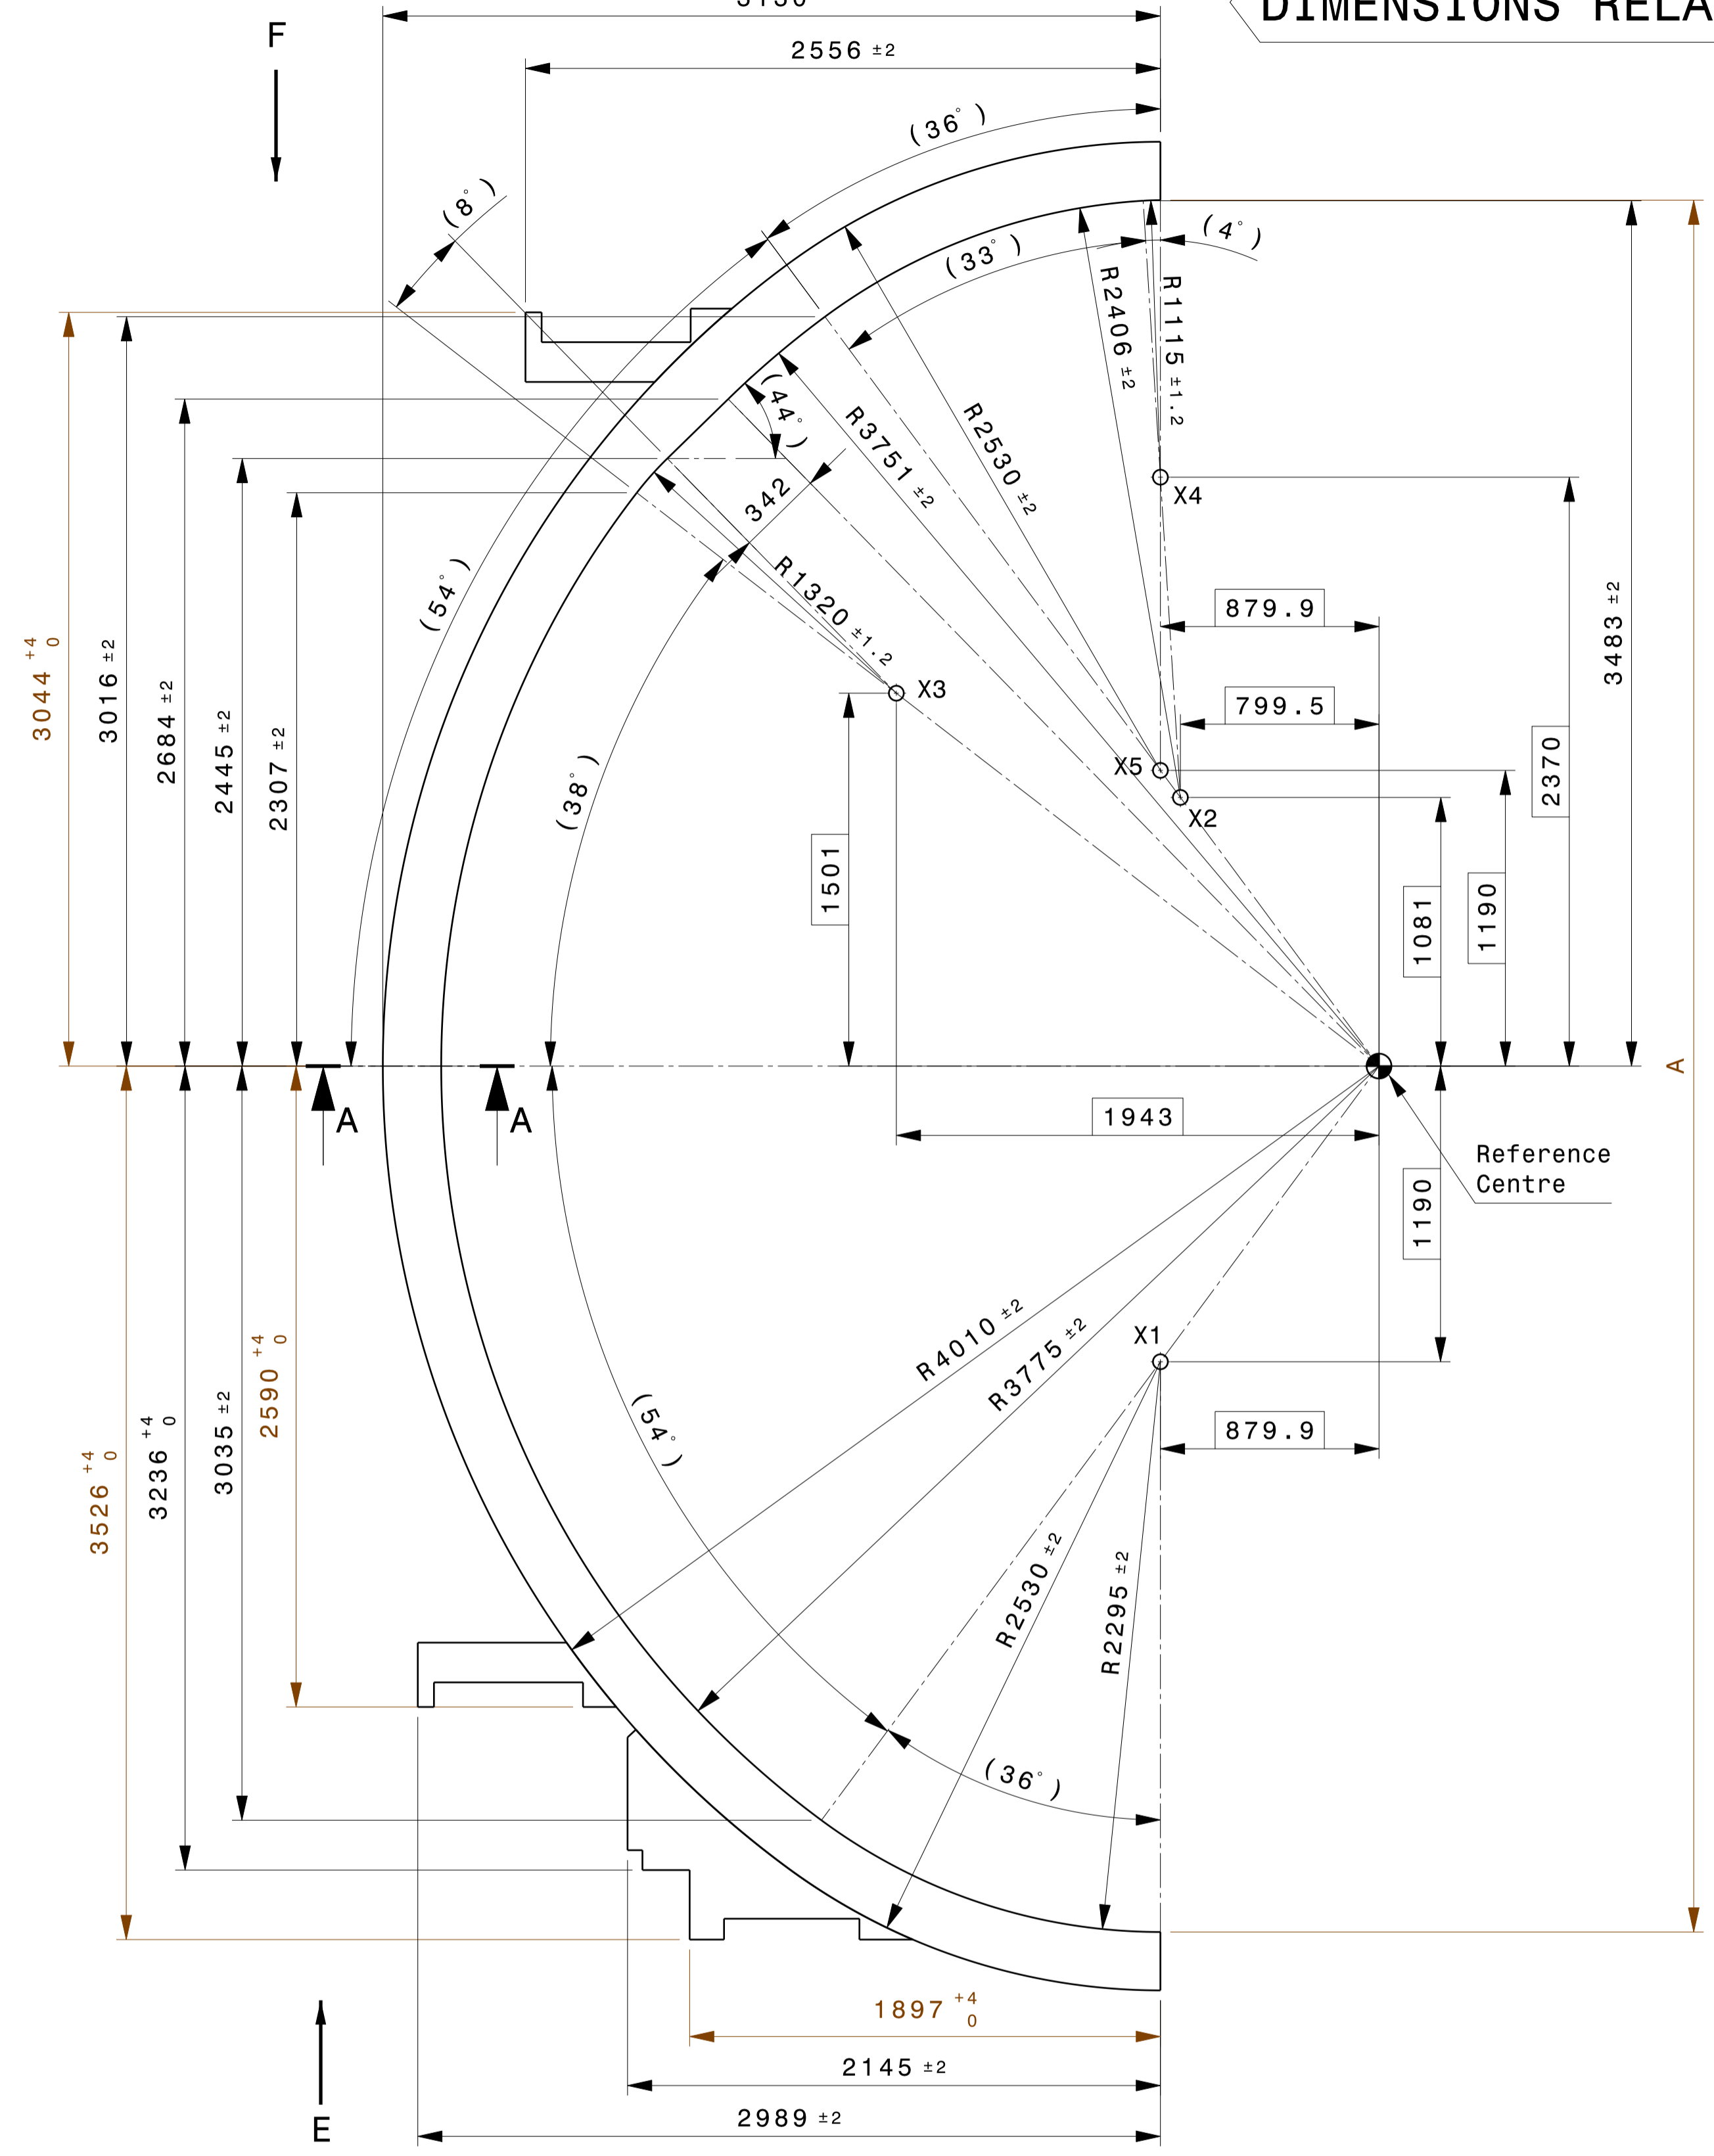 DIMENSIONS RELA
F
2556 ±2
(36°)
(8°)
(33°)
(4°)
R2406 ±2
R1115 ±1.2
(44°)
R3751 ±2
R2530 ±2
342
X4
R1320 ±1.2
(54°)
879.9
3483 ±2
3044 +4 0
3016 ±2
2684 ±2
2445 ±2
2307 ±2
X3
799.5
(38°)
X5
X2
2370
1501
1081
1190
A
A
A
1943
Reference
Centre
1190
R4010 ±2
R3775 ±2
X1
2590 +4 0
3035 ±2
3236 +4 0
3526 +4 0
(54°)
879.9
R2530 ±2
R2295 ±2
(36°)
1897 +4 0
2145 ±2
2989 ±2
E